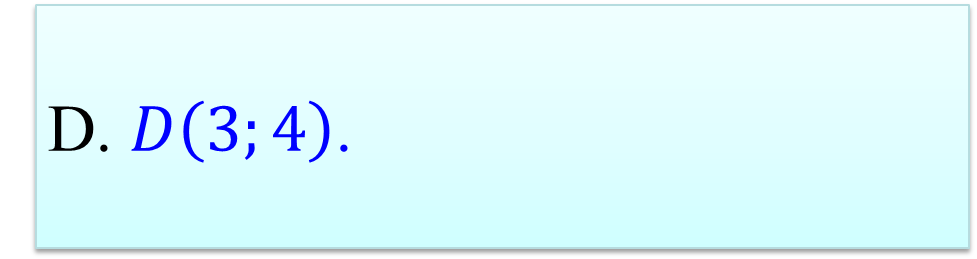 D. D(3; 4).